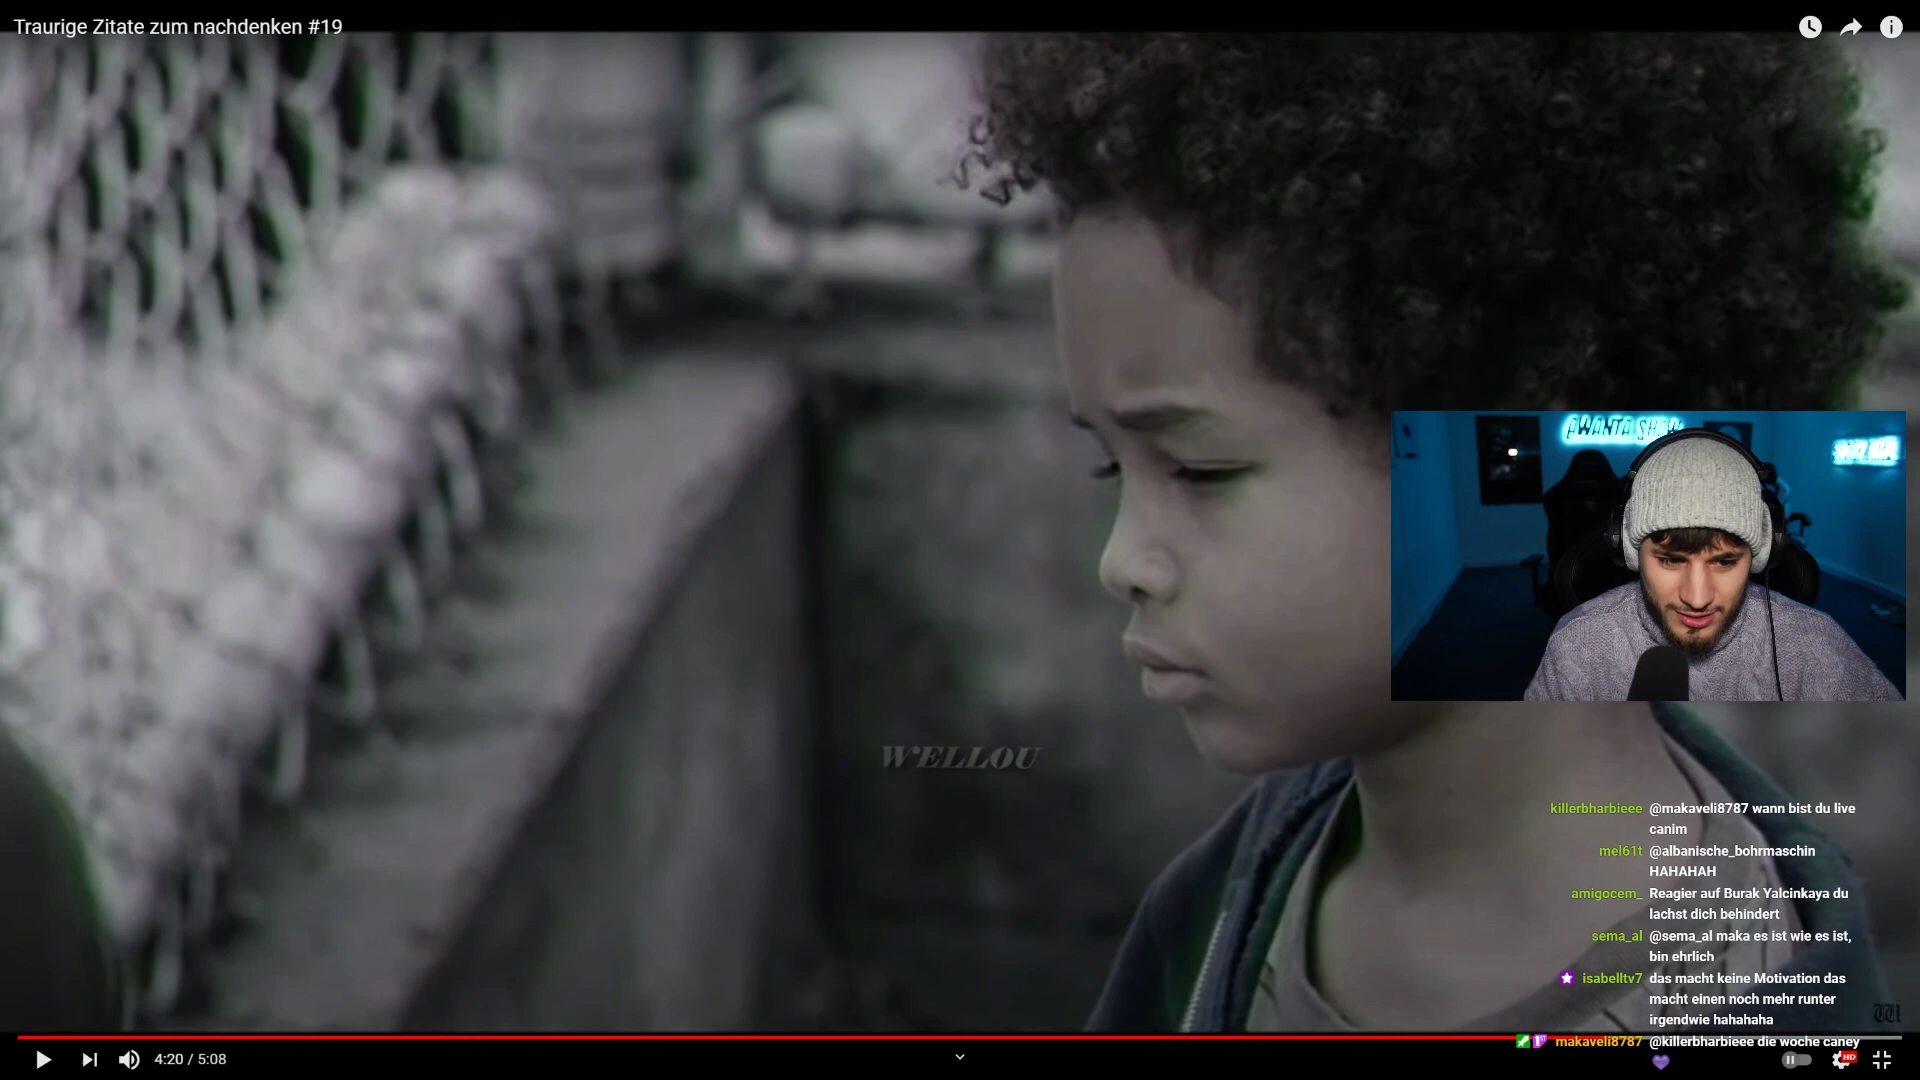 Traurige Zitate zum nachdenken #19
WELLOU
killerbharbieee @makaveli8787 wann bist du live
canim
mel61t @albanische_bohrmaschin
HAHAHAH
amigocem_ Reagier auf Burak Yalcinkaya du
lachst dich behindert
sema_al @sema_al maka es ist wie es ist,
bin ehrlich
isabelltv7 das macht keine Motivation das
macht einen noch mehr runter
irgendwie hahahaha
makaveli8787 @killerbharbieee die woche caney
4:20 / 5:08
HD